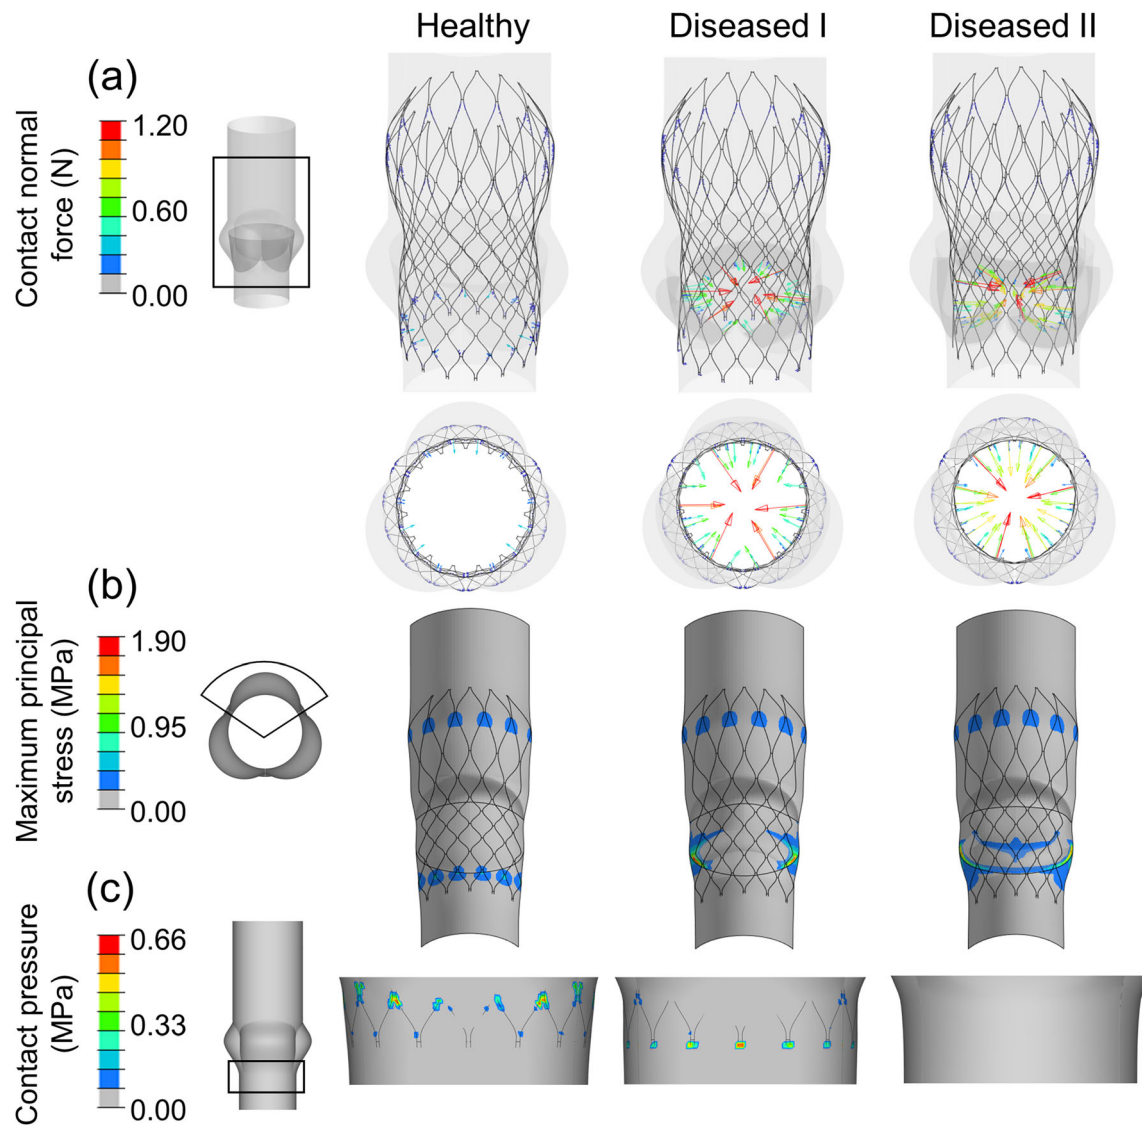 Healthy Diseased I Diseased II
(a)
Contact normal
force (N)
1.20
0.60
0.00
(b)
Maximum principal
stress (MPa)
1.90
0.95
0.00
(c)
Contact pressure
(MPa)
0.66
0.33
0.00